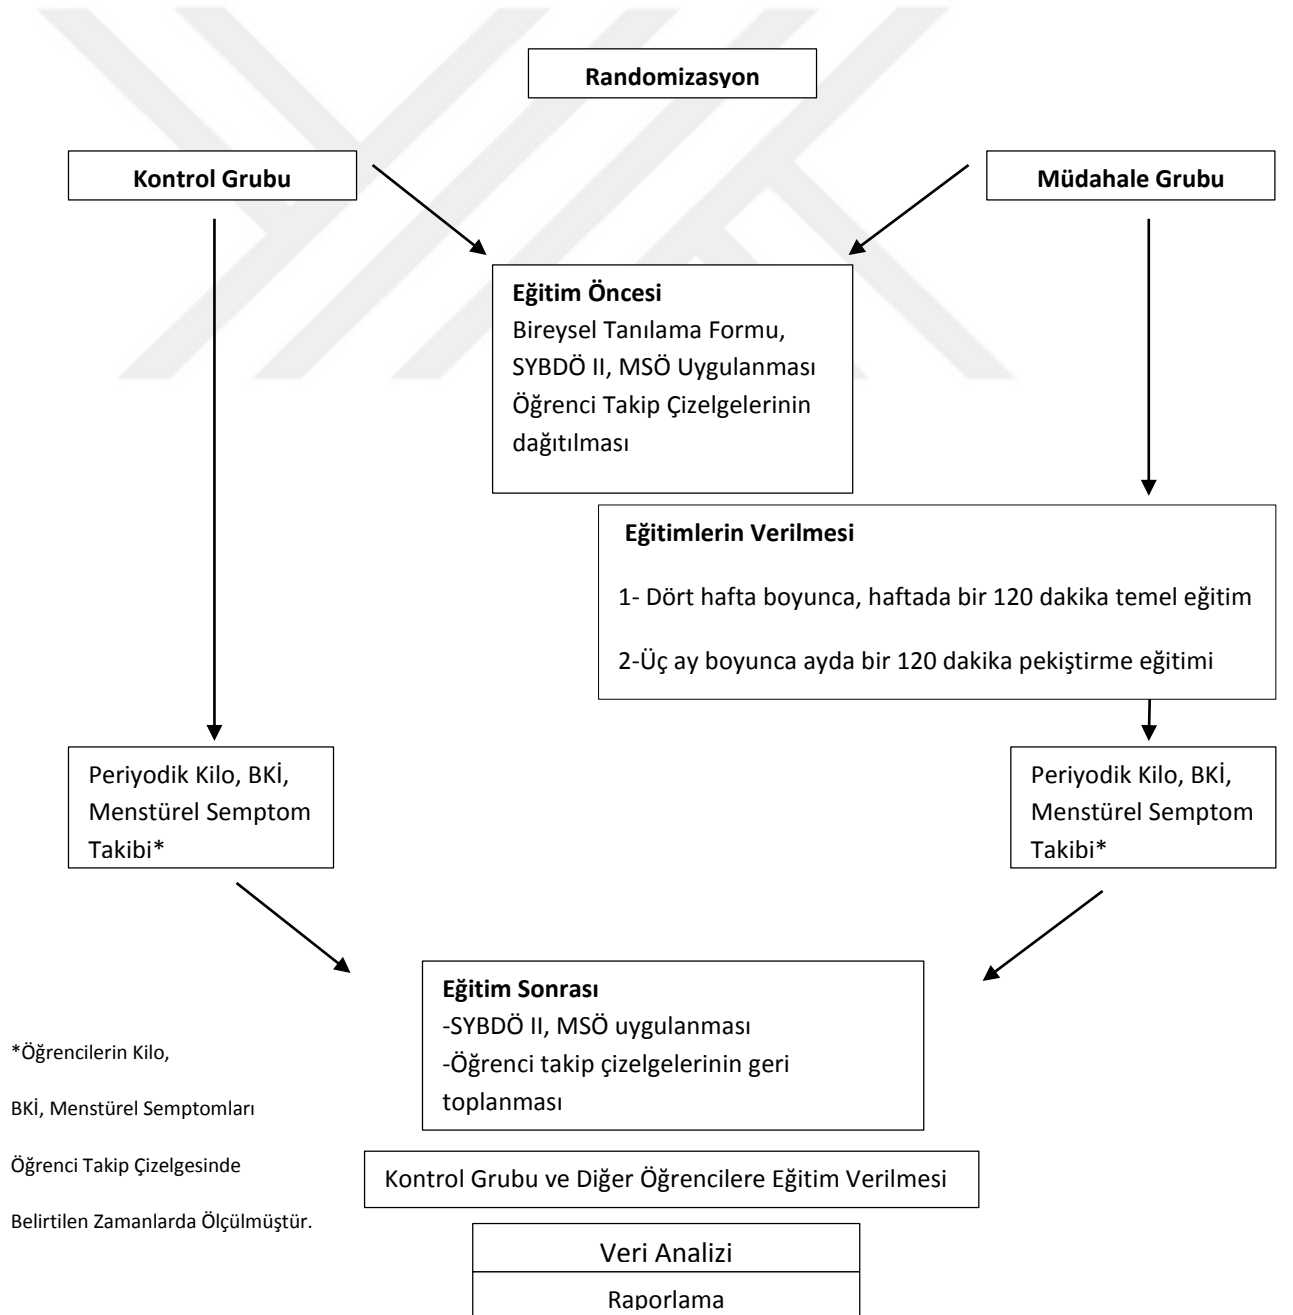 Randomizasyon
Kontrol Grubu
Müdahale Grubu
Eğitim Öncesi
Bireysel Tanılama Formu,
SYBDÖ II, MSÖ Uygulanması
Öğrenci Takip Çizelgelerinin
dağıtılması
Eğitimlerin Verilmesi
1- Dört hafta boyunca, haftada bir 120 dakika temel eğitim
2-Üç ay boyunca ayda bir 120 dakika pekiştirme eğitimi
Periyodik Kilo, BKİ,
Menstürel Semptom
Takibi*
Periyodik Kilo, BKİ,
Menstürel Semptom
Takibi*
Eğitim Sonrası
-SYBDÖ II, MSÖ uygulanması
-Öğrenci takip çizelgelerinin geri
toplanması
*Öğrencilerin Kilo,
BKİ, Menstürel Semptomları
Öğrenci Takip Çizelgesinde
Belirtilen Zamanlarda Ölçülmüştür.
Kontrol Grubu ve Diğer Öğrencilere Eğitim Verilmesi
Veri Analizi
Raporlama